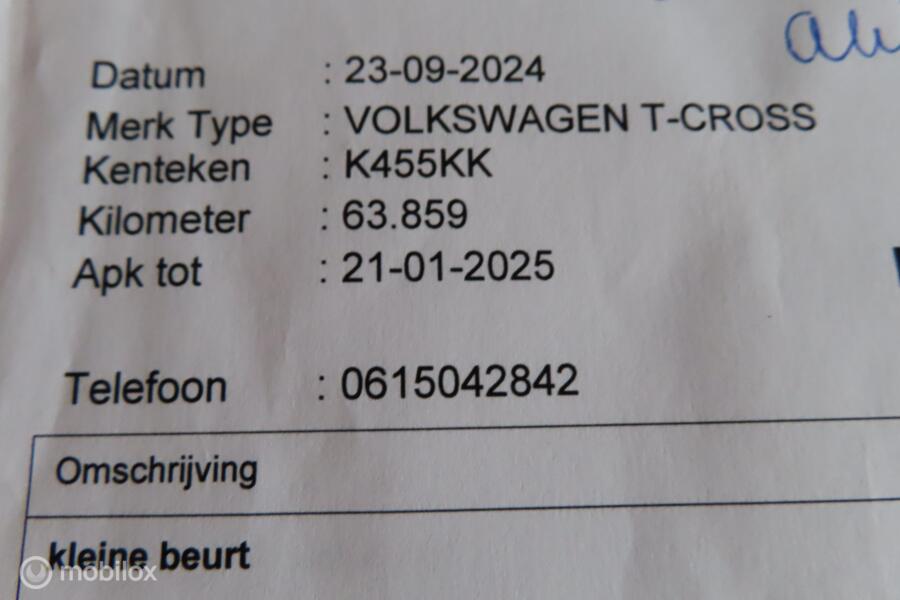 Datum : 23-09-2024
Merk Type : VOLKSWAGEN T-CROSS
Kenteken : K455KK
Kilometer : 63.859
Apk tot : 21-01-2025
Telefoon : 0615042842
Omschrijving
kleine beurt
mobilox